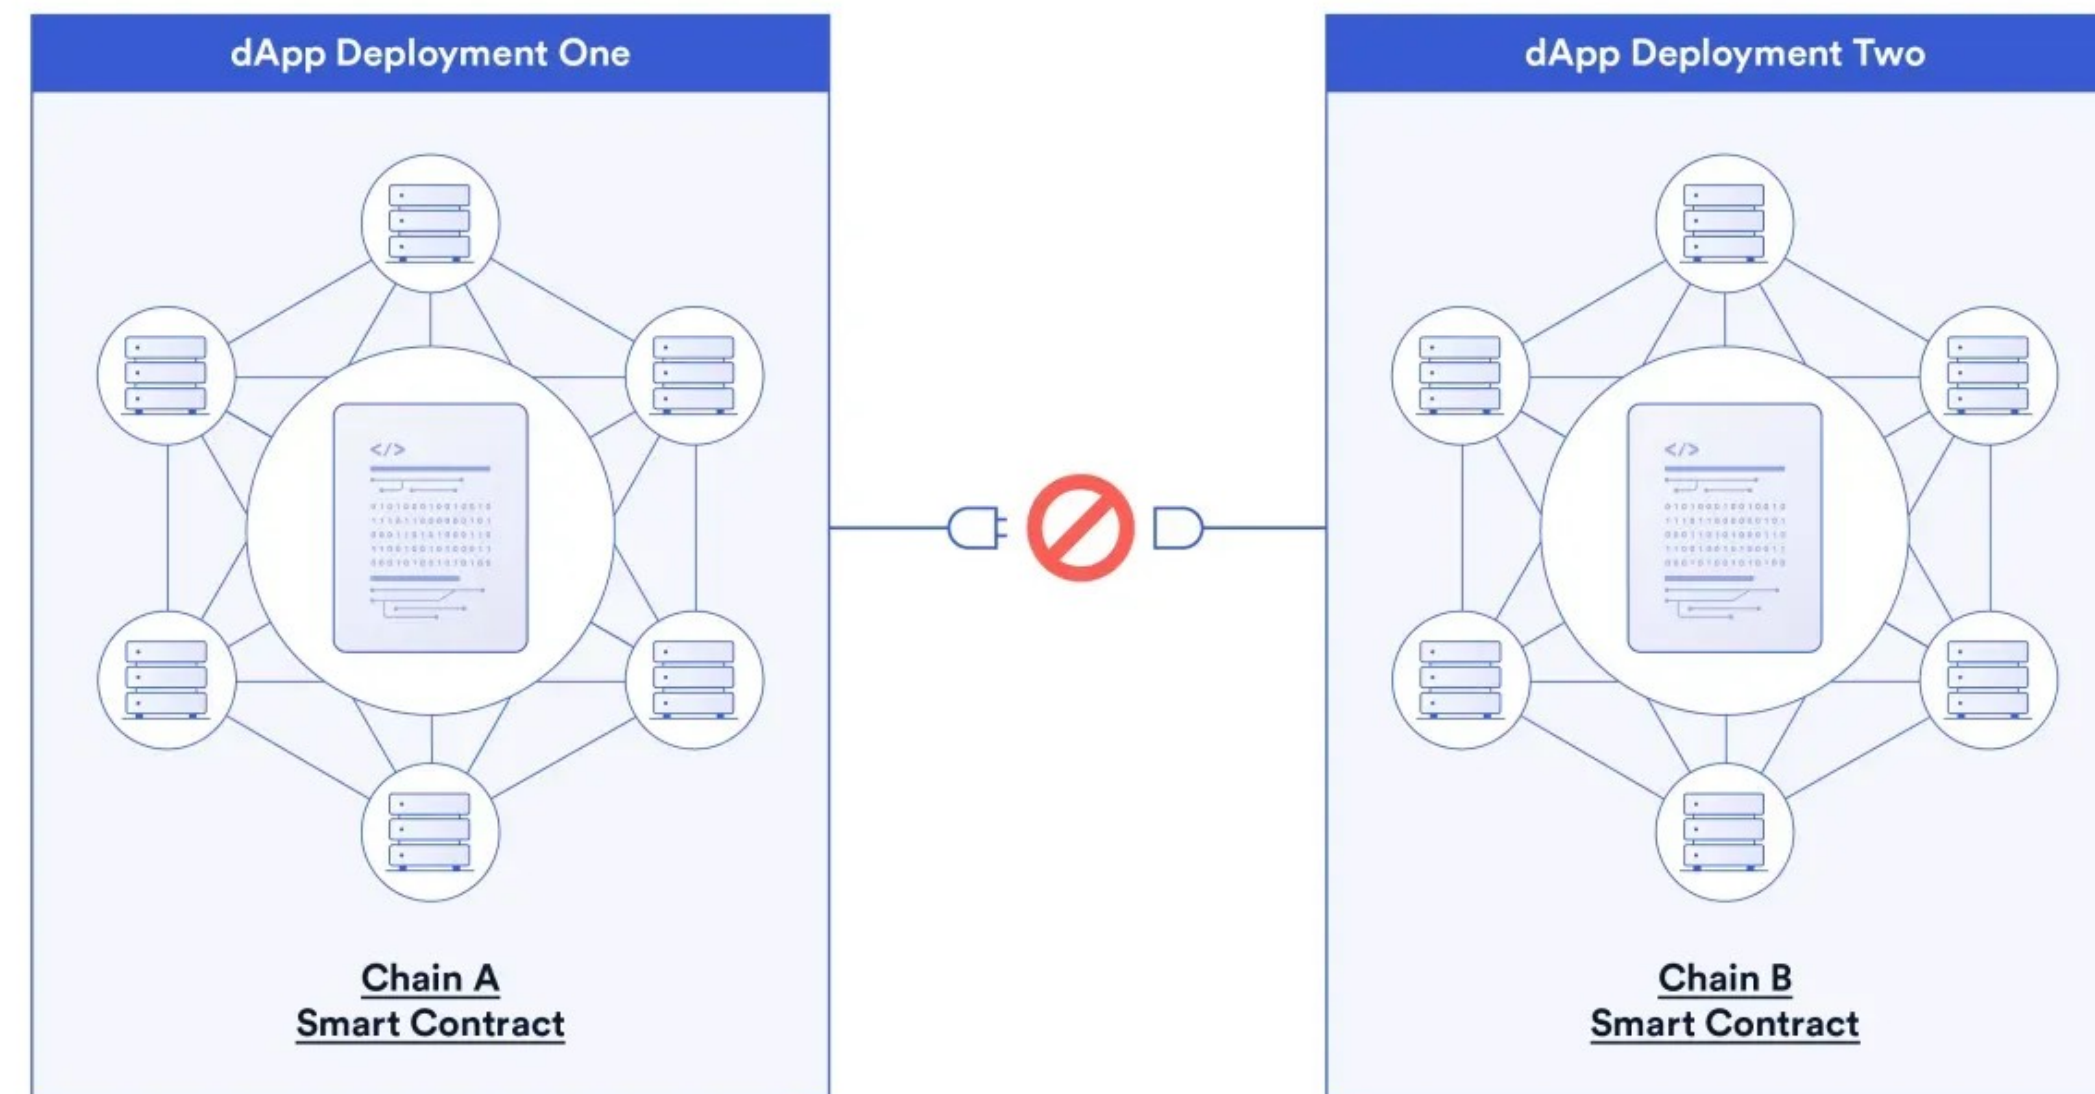 dApp Deployment One
</>
Chain A
Smart Contract
dApp Deployment Two
</>
Chain B
Smart Contract